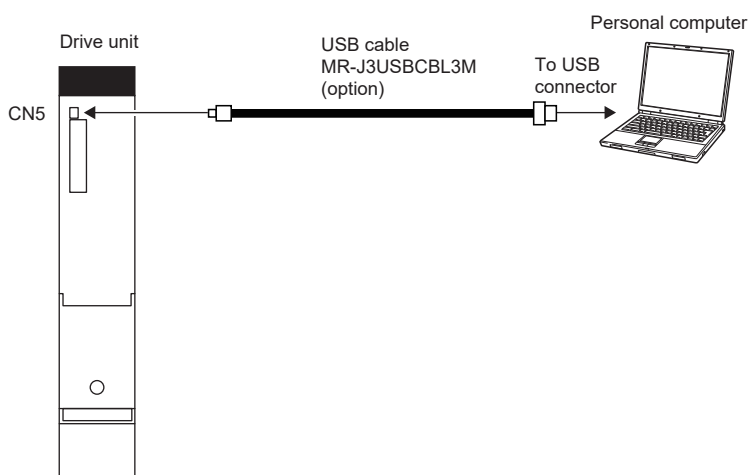 Personal computer
Drive unit
USB cable
MR-J3USBCBL3M
(option)
To USB
connector
CN5